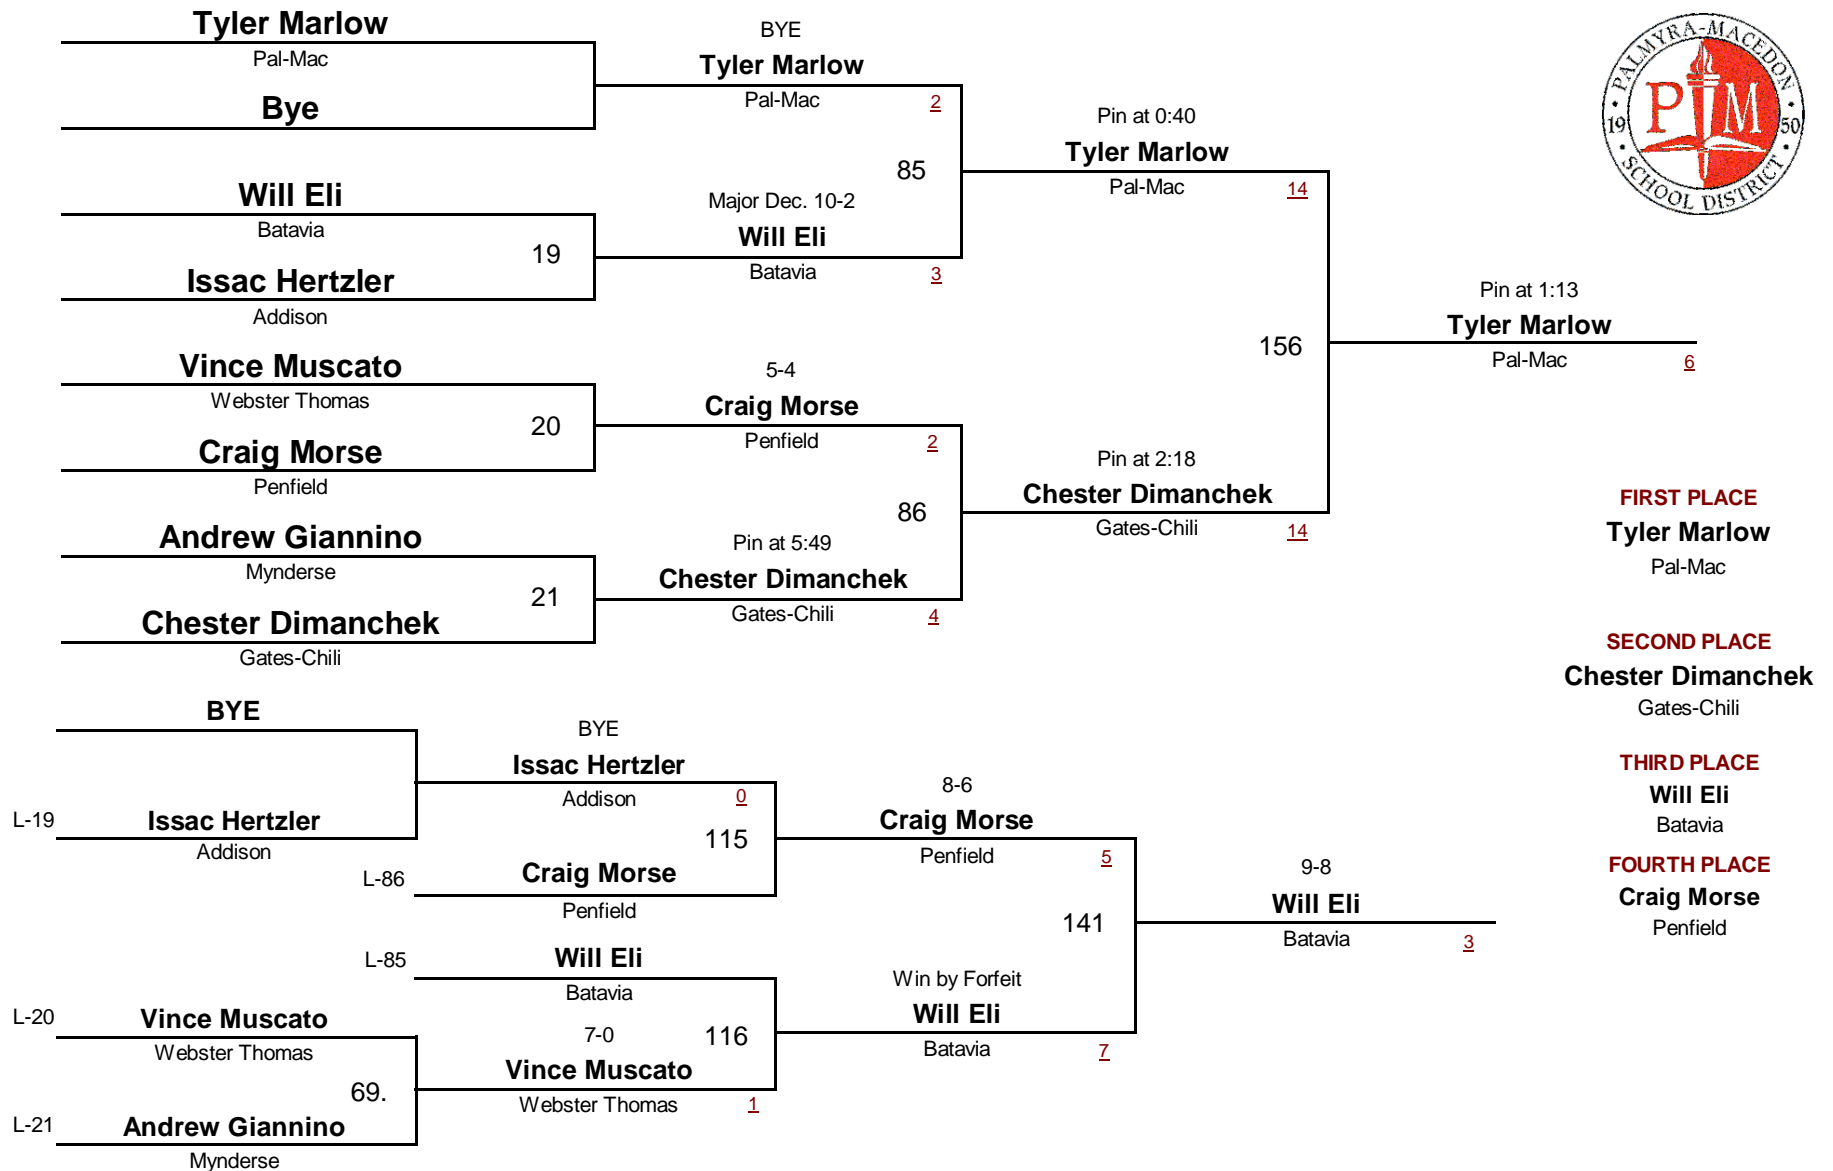 Tyler Marlow
Pal-Mac
Bye
Will Eli
Batavia
19
Issac Hertzler
Addison
Vince Muscato
Webster Thomas
20
Craig Morse
Penfield
Andrew Giannino
Mynderse
21
Chester Dimanchek
Gates-Chili
BYE
Tyler Marlow
Pal-Mac 2
85
Major Dec. 10-2
Will Eli
Batavia 3
5-4
Craig Morse
Penfield 2
86
Pin at 5:49
Chester Dimanchek
Gates-Chili 4
Pin at 0:40
Tyler Marlow
Pal-Mac 14
156
Pin at 2:18
Chester Dimanchek
Gates-Chili 14
Pin at 1:13
Tyler Marlow
Pal-Mac 6
PALMYRA-MACEDON
19 PM 50
SCHOOL DISTRICT
FIRST PLACE
Tyler Marlow
Pal-Mac
SECOND PLACE
Chester Dimanchek
Gates-Chili
THIRD PLACE
Will Eli
Batavia
FOURTH PLACE
Craig Morse
Penfield
BYE
L-19 Issac Hertzler
Addison
BYE
Issac Hertzler
Addison 0
115
L-86 Craig Morse
Penfield
L-85 Will Eli
Batavia
116
L-20 Vince Muscato
Webster Thomas
69.
L-21 Andrew Giannino
Mynderse
7-0
Vince Muscato
Webster Thomas 1
8-6
Craig Morse
Penfield 5
141
Win by Forfeit
Will Eli
Batavia 7
9-8
Will Eli
Batavia 3